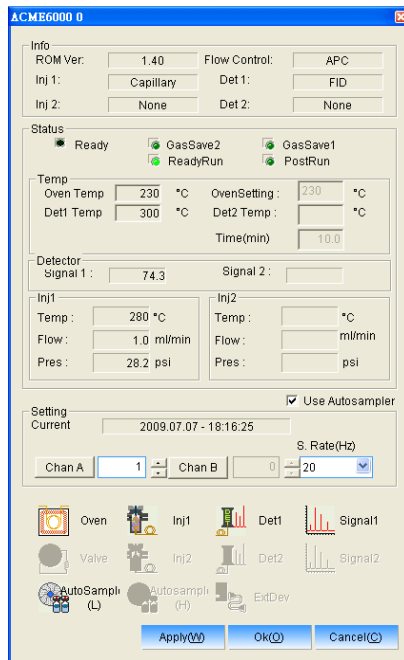 ACME6000 0
Info
ROM Ver: 1.40 Flow Control: APC
Inj 1: Capillary Det 1: FID
Inj 2: None Det 2: None
Status
Ready GasSave2 GasSave1
ReadyRun PostRun
Temp
Oven Temp 230 °C OvenSetting : 230 °C
Det1 Temp 300 °C Det2 Temp : °C
Time(min) 10.0
Detector
Signal 1 : 74.3 Signal 2 :
Inj1 Inj2
Temp : 280 °C Temp : °C
Flow : 1.0 ml/min Flow : ml/min
Pres : 28.2 psi Pres : psi
Use Autosampler
Setting
Current 2009.07.07 - 18:16:25
S. Rate(Hz)
Chan A 1 Chan B 0 20
Oven Inj1 Det1 Signal1
Valve Inj2 Det2 Signal2
AutoSampl Autosampl ExtDev
(L) (H)
Apply(W) Ok(O) Cancel(C)